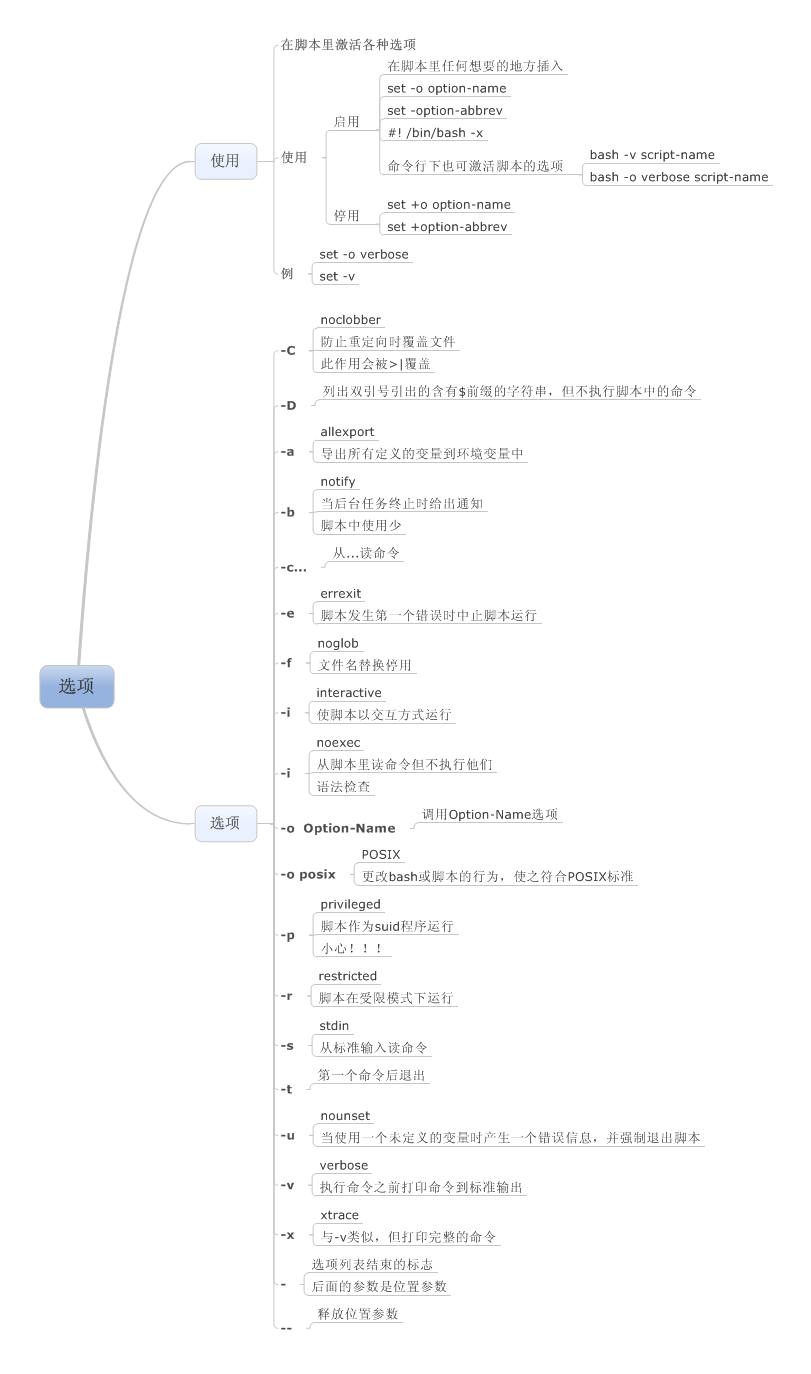 选项
使用
在脚本里激活各种选项
使用
启用
在脚本里任何想要的地方插入
set -o option-name
set -option-abbrev
#! /bin/bash -x
命令行下也可激活脚本的选项
bash -v script-name
bash -o verbose script-name
停用
set +o option-name
set +option-abbrev
例
set -o verbose
set -v
选项
-C
noclobber
防止重定向时覆盖文件
此作用会被>|覆盖
-D
列出双引号引出的含有$前缀的字符串，但不执行脚本中的命令
-a
allexport
导出所有定义的变量到环境变量中
-b
notify
当后台任务终止时给出通知
脚本中使用少
-c...
从...读命令
-e
errexit
脚本发生第一个错误时中止脚本运行
-f
noglob
文件名替换停用
-i
interactive
使脚本以交互方式运行
-i
noexec
从脚本里读命令但不执行他们
语法检查
-o Option-Name
调用Option-Name选项
-o posix
POSIX
更改bash或脚本的行为，使之符合POSIX标准
-p
privileged
脚本作为suid程序运行
小心！！！
-r
restricted
脚本在受限模式下运行
-s
stdin
从标准输入读命令
-t
第一个命令后退出
-u
nounset
当使用一个未定义的变量时产生一个错误信息，并强制退出脚本
-v
verbose
执行命令之前打印命令到标准输出
-x
xtrace
与-v类似，但打印完整的命令
-
选项列表结束的标志
后面的参数是位置参数
--
释放位置参数